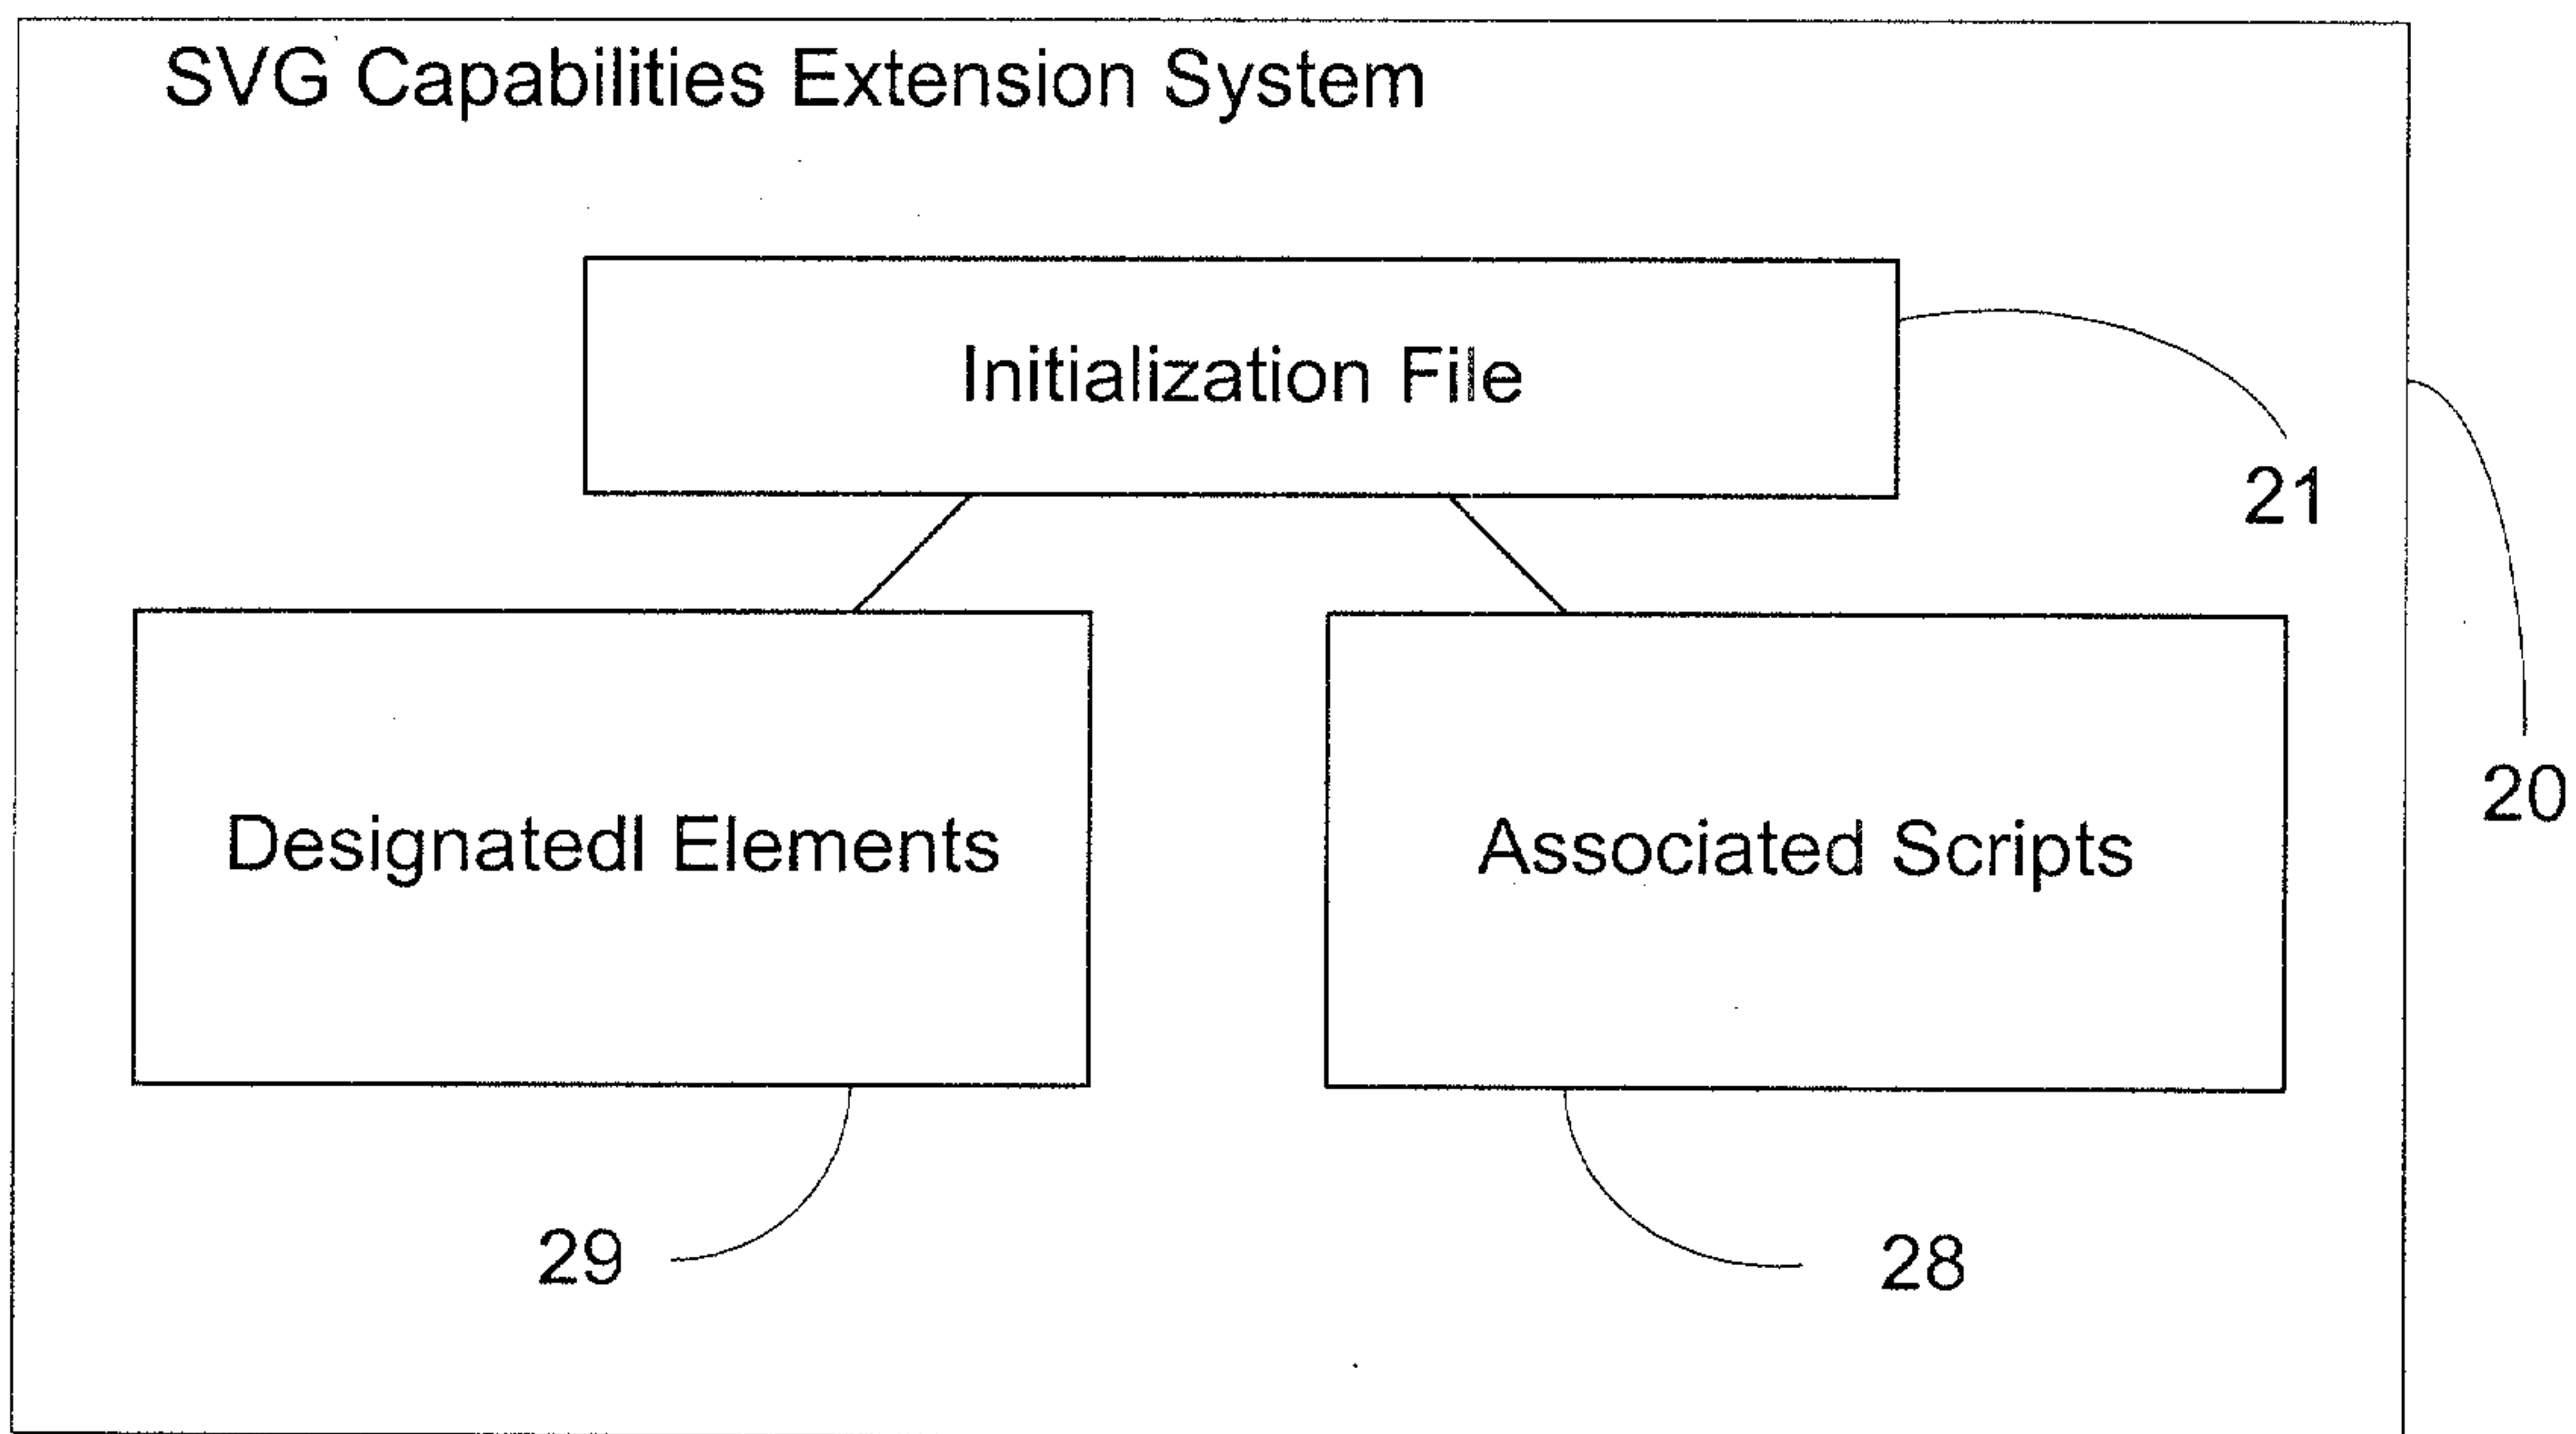 SVG Capabilities Extension System
Initialization File
21
20
Designatedl Elements
Associated Scripts
29
28